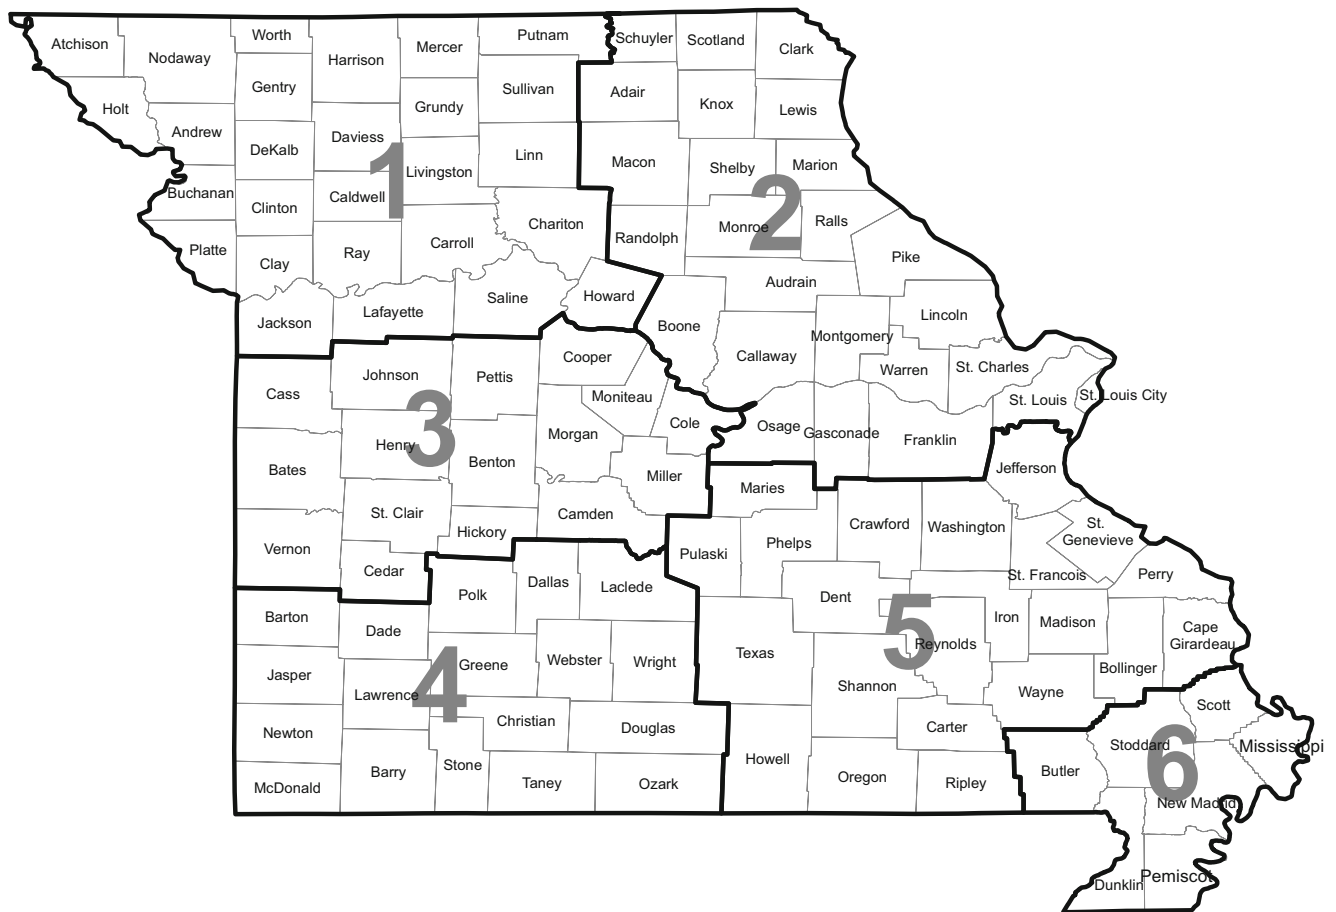 Atchison
Nodaway
Worth
Harrison
Mercer
Putnam
Schuyler
Scotland
Clark
Gentry
Sullivan
Adair
Knox
Lewis
Holt
Andrew
DeKalb
Daviess
Grundy
Linn
Macon
Shelby
Marion
Buchanan
Clinton
Caldwell
1
Livingston
Chariton
Randolph
Monroe
2
Ralls
Platte
Clay
Ray
Carroll
Audrain
Pike
Jackson
Lafayette
Saline
Howard
Boone
Callaway
Montgomery
Lincoln
Warren
St. Charles
St. Louis
St. Louis City
Cass
Johnson
Pettis
Cooper
Moniteau
Cole
Osage
Gasconade
Franklin
Jefferson
Bates
Henry
3
Benton
Morgan
Miller
Maries
Crawford
Washington
St.
Genevieve
Vernon
St. Clair
Hickory
Camden
Pulaski
Phelps
St. Francois
Perry
Cedar
Polk
Dallas
Laclede
Dent
5
Reynolds
Iron
Madison
Cape
Girardeau
Bollinger
Barton
Dade
Greene
Webster
Wright
Texas
Shannon
Wayne
Jasper
Lawrence
4
Christian
Douglas
Carter
Scott
Newton
Barry
Stone
Taney
Ozark
Howell
Oregon
Ripley
Butler
Stoddard
6
Mississippi
McDonald
New Madrid
Dunklin
Pemiscot